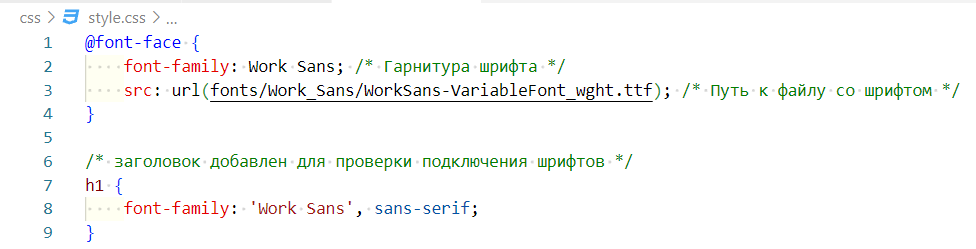 css > style.css > ...
1 @font-face {
2 font-family: Work Sans; /* Гарнитура шрифта */
3 src: url(fonts/Work_Sans/WorkSans-VariableFont_wght.ttf); /* Путь к файлу со шрифтом */
4 }
5
6 /* заголовок добавлен для проверки подключения шрифтов */
7 h1 {
8 font-family: 'Work Sans', sans-serif;
9 }